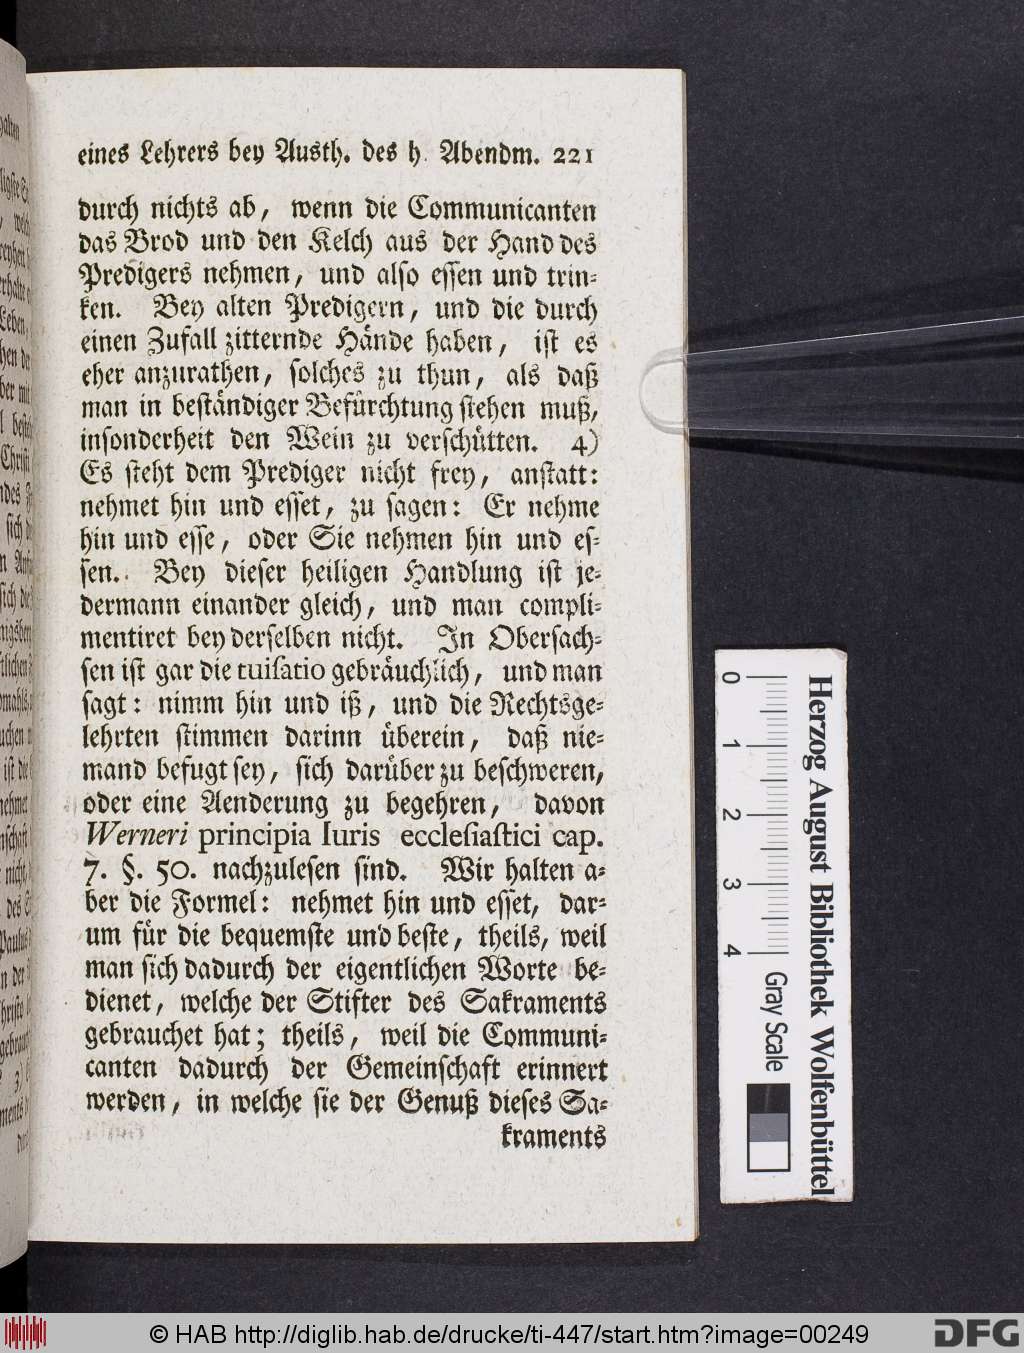 eines Lehrers bey Austh. des h. Abendm. 221
durch nichts ab, wenn die Communicanten
das Brod und den Kelch aus der Hand des
Predigers nehmen, und also essen und trin-
ken. Bey alten Predigern, und die durch
einen Zufall zitternde Hände haben, ist es
eher anzurathen, solches zu thun, als daß
man in beständiger Befürchtung stehen muß,
insonderheit den Wein zu verschütten. 4)
Es steht dem Prediger nicht frey, anstatt:
nehmet hin und esset, zu sagen: Er nehme
hin und esse, oder Sie nehmen hin und es-
sen. Bey dieser heiligen Handlung ist je-
dermann einander gleich, und man compli-
mentiret bey derselben nicht. In Obersach-
sen ist gar die tuisatio gebräuchlich, und man
sagt: nimm hin und iß, und die Rechtsge-
lehrten stimmen darinn überein, daß nie-
mand befugt sey, sich darüber zu beschweren,
oder eine Aenderung zu begehren, davon
Werneri principia Iuris ecclesiastici cap.
7. §. 50. nachzulesen sind. Wir halten a-
ber die Formel: nehmet hin und esset, dar-
um für die bequemste und beste, theils, weil
man sich dadurch der eigentlichen Worte be-
dienet, welche der Stifter des Sakraments
gebrauchet hat; theils, weil die Communi-
canten dadurch der Gemeinschaft erinnert
werden, in welche sie der Genuß dieses Sa-
kraments
0 1 2 3 4
Gray Scale
Herzog August Bibliothek Wolfenbüttel
© HAB http://diglib.hab.de/drucke/ti-447/start.htm?image=00249
DFG